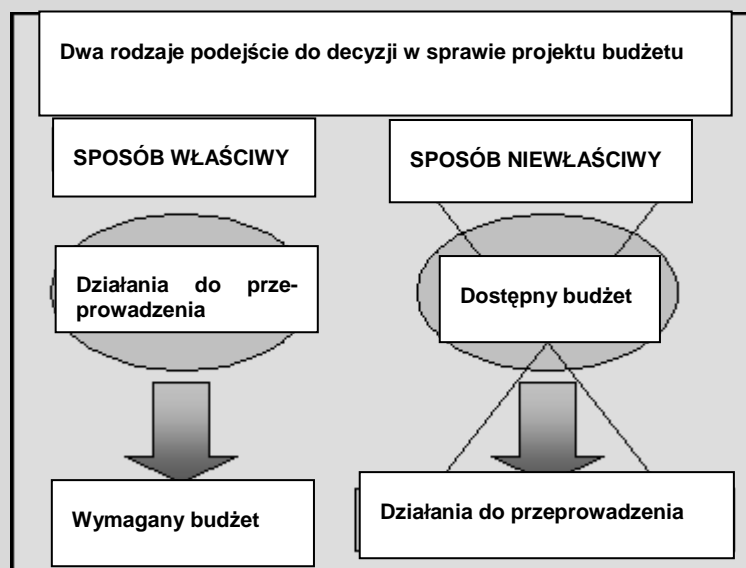 Dwa rodzaje podejście do decyzji w sprawie projektu budżetu
SPOSÓB WŁAŚCIWY
SPOSÓB NIEWŁAŚCIWY
Działania do prze-
prowadzenia
Dostępny budżet
Wymagany budżet
Działania do przeprowadzenia